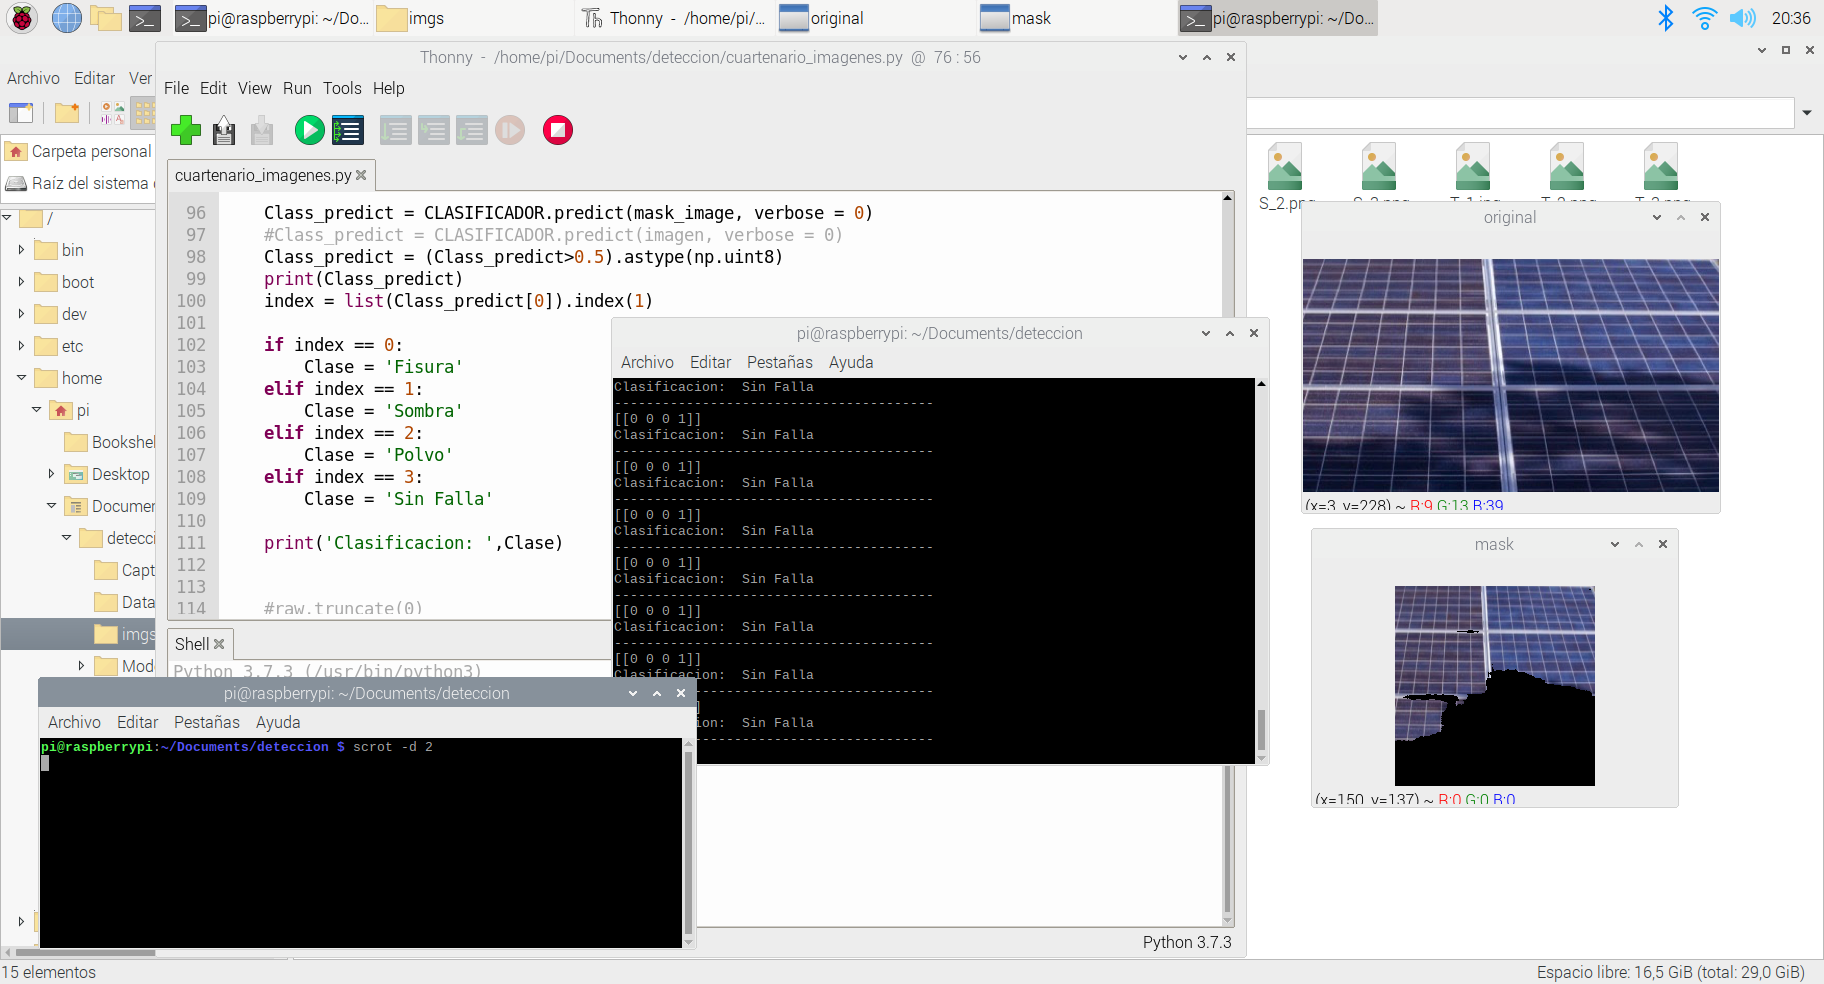 pi@raspberrypi: ~/Do...
imgs
Thonny - /home/pi/...
original
mask
pi@raspberrypi: ~/Do...
20:36
Thonny - /home/pi/Documents/deteccion/cuartenario_imagenes.py @ 76 : 56
Archivo Editar Ver
File Edit View Run Tools Help
Carpeta personal
Raíz del sistema
/
bin
boot
dev
etc
home
pi
Bookshel
Desktop
Documen
detecci
Capt
Data
imgs
Mod
cuartenario_imagenes.py
96 Class_predict = CLASIFICADOR.predict(mask_image, verbose = 0)
97 #Class_predict = CLASIFICADOR.predict(imagen, verbose = 0)
98 Class_predict = (Class_predict>0.5).astype(np.uint8)
99 print(Class_predict)
100 index = list(Class_predict[0]).index(1)
101
102 if index == 0:
103 Clase = 'Fisura'
104 elif index == 1:
105 Clase = 'Sombra'
106 elif index == 2:
107 Clase = 'Polvo'
108 elif index == 3:
109 Clase = 'Sin Falla'
110
111 print('Clasificacion: ',Clase)
112
113
114 #raw.truncate(0)
Shell
Python 3.7.3 (/usr/bin/python3)
pi@raspberrypi: ~/Documents/deteccion
Archivo Editar Pestañas Ayuda
Clasificacion: Sin Falla
----------------------------------------
[[0 0 0 1]]
Clasificacion: Sin Falla
----------------------------------------
[[0 0 0 1]]
Clasificacion: Sin Falla
----------------------------------------
[[0 0 0 1]]
Clasificacion: Sin Falla
----------------------------------------
[[0 0 0 1]]
Clasificacion: Sin Falla
----------------------------------------
[[0 0 0 1]]
Clasificacion: Sin Falla
----------------------------------------
[[0 0 0 1]]
Clasificacion: Sin Falla
----------------------------------------
]]
ion: Sin Falla
----------------------------------------
pi@raspberrypi: ~/Documents/deteccion
Archivo Editar Pestañas Ayuda
pi@raspberrypi:~/Documents/deteccion $ scrot -d 2
Python 3.7.3
S_2.png
original
(x=3, y=228) ~ R:9 G:13 B:39
mask
(x=150, y=137) ~ R:0 G:0 B:0
15 elementos
Espacio libre: 16,5 GiB (total: 29,0 GiB)